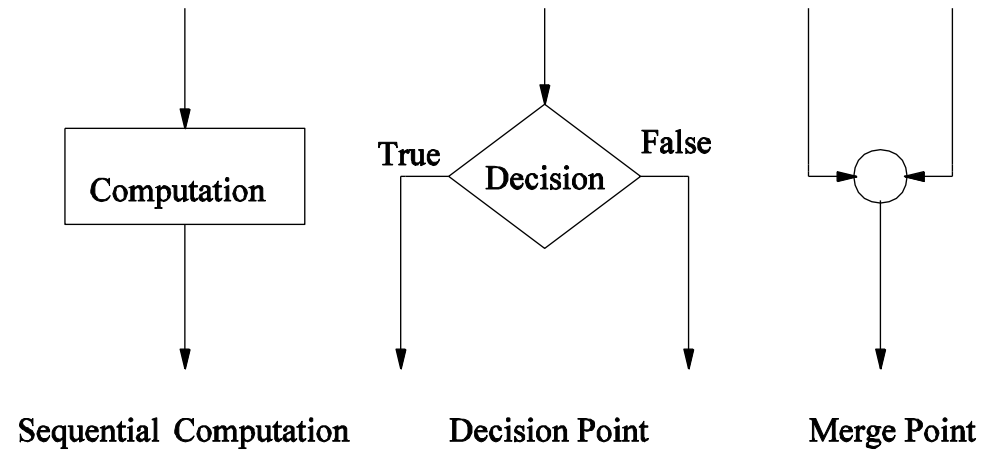 Computation
True
Decision
False
Sequential Computation
Decision Point
Merge Point